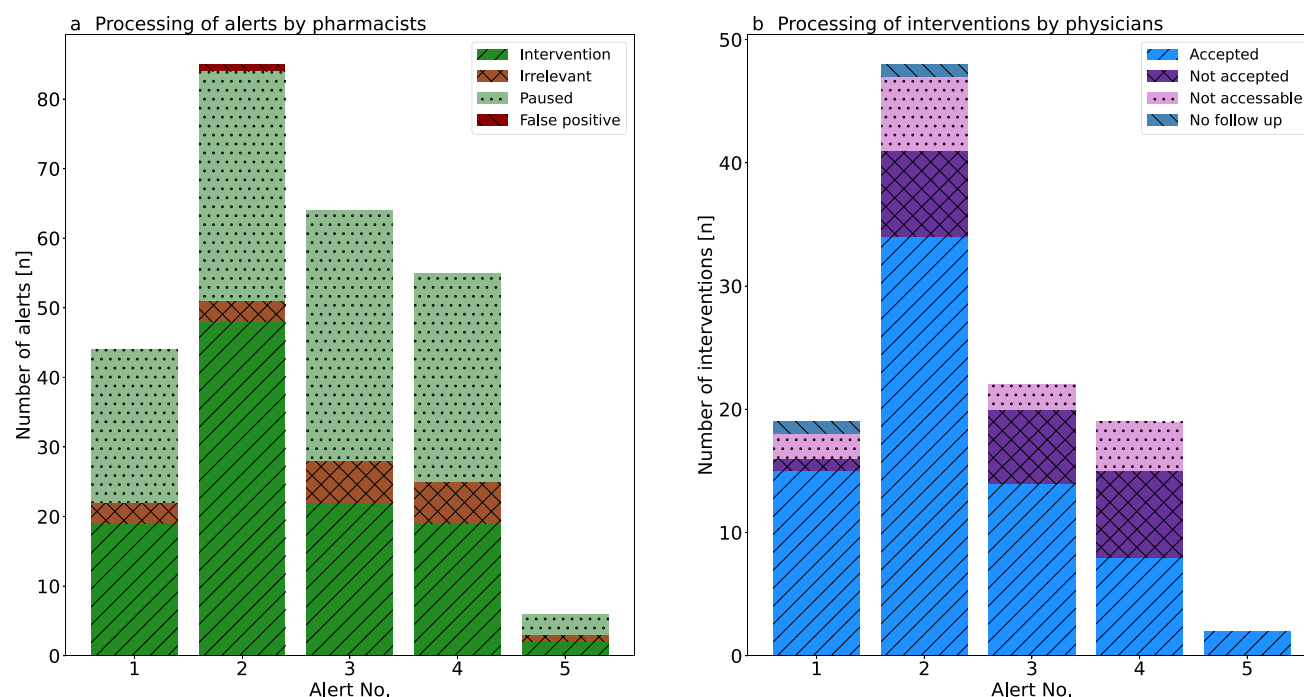 a Processing of alerts by pharmacists
Intervention
Irrelevant
Paused
False positive
Number of alerts [n]
80
70
60
50
40
30
20
10
0
1 2 3 4 5
Alert No.
b Processing of interventions by physicians
Accepted
Not accepted
Not accessable
No follow up
Number of interventions [n]
50
40
30
20
10
0
1 2 3 4 5
Alert No.